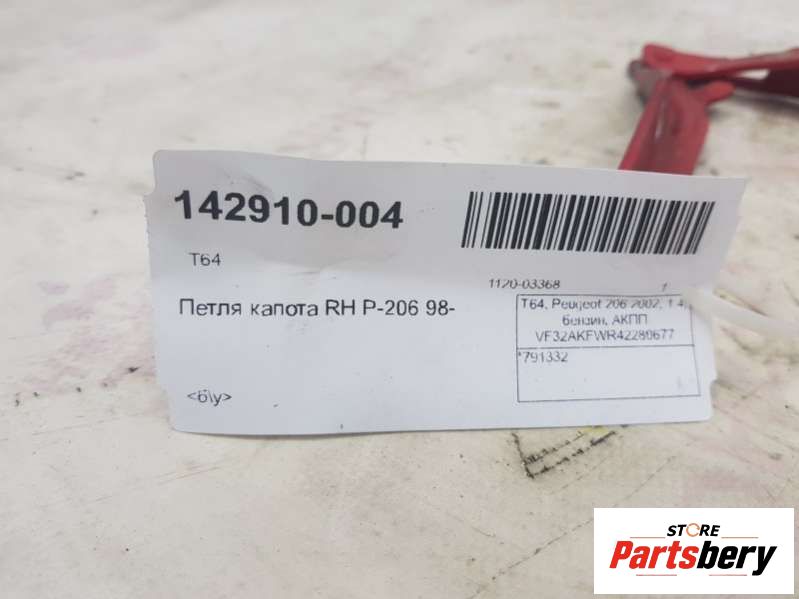 142910-004
T64
1120-03368 1
Петля капота RH P-206 98-
T64, Peugeot 206 2002, 1.4,
бензин, АКПП
VF32AKFWR42280677
*791332
<б\у>
STORE
Partsbery